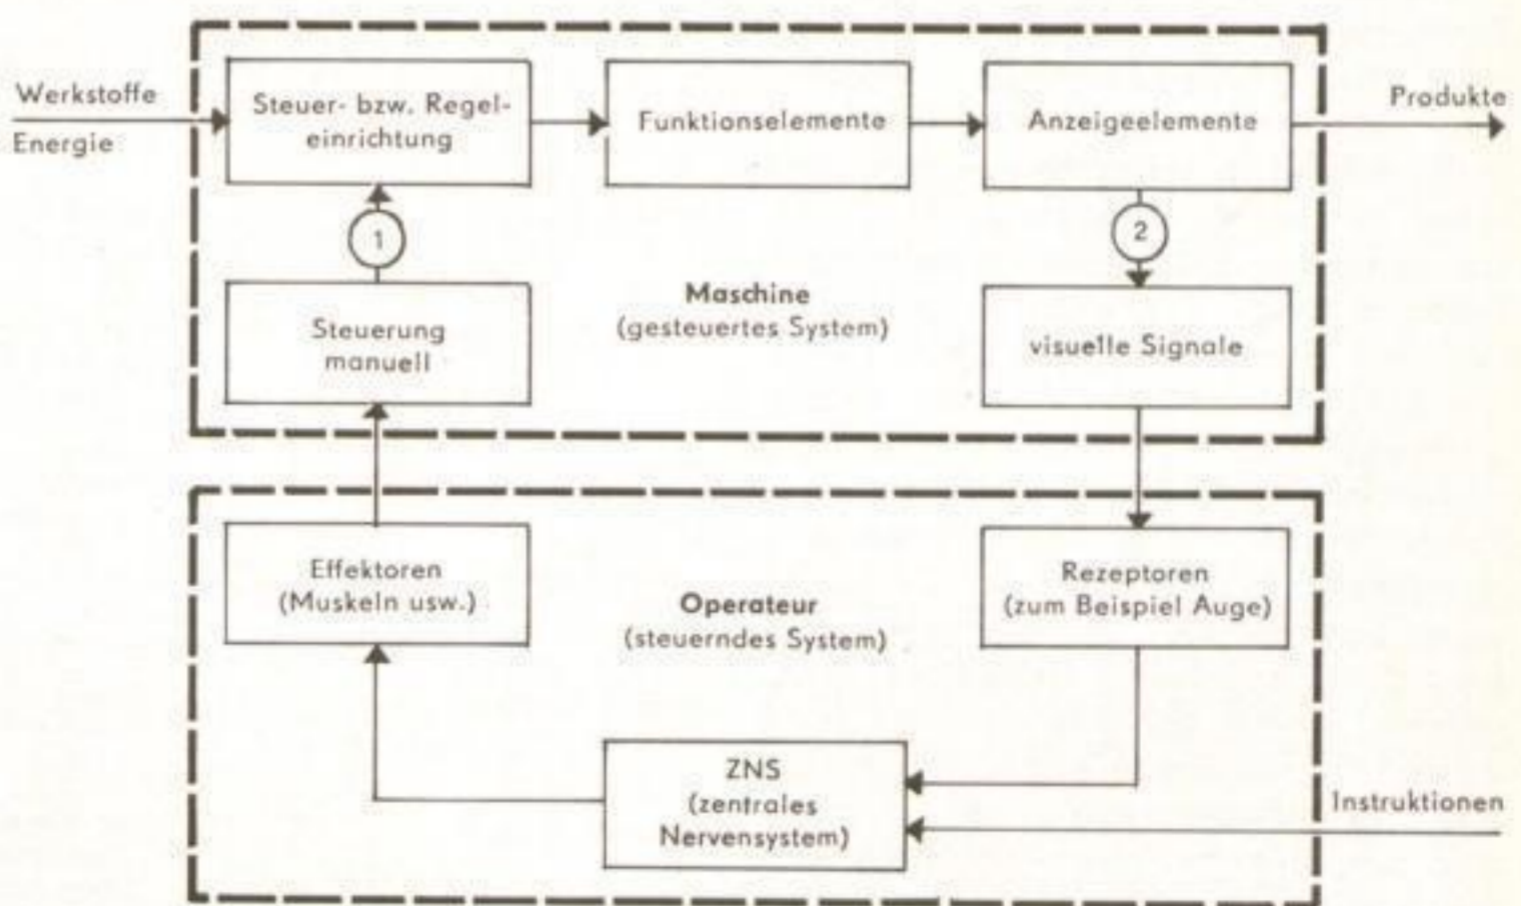 Werkstoffe
Energie
Steuer- bzw. Regel-
einrichtung
Funktionselemente
Anzeigeelemente
Produkte
1
2
Steuerung
manuell
Maschine
(gesteuertes System)
visuelle Signale
Effektoren
(Muskeln usw.)
Operateur
(steuerndes System)
Rezeptoren
(zum Beispiel Auge)
ZNS
(zentrales
Nervensystem)
Instruktionen